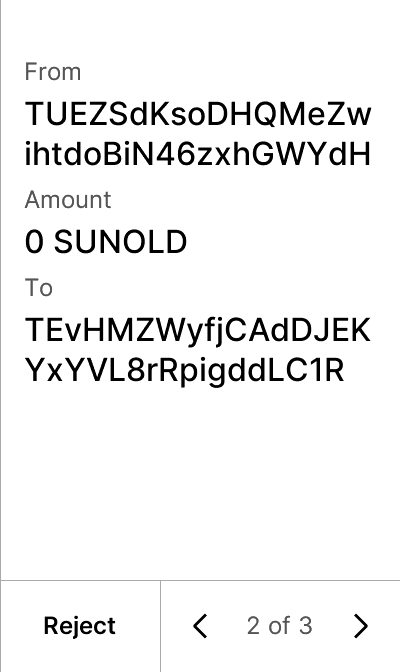 From
TUEZSdKsoDHQMeZw
ihtdoBiN46zxhGWYdH
Amount
0 SUNOLD
To
TEvHMZWyfjCAdDJEK
YxYVL8rRpigddLC1R
Reject
2 of 3